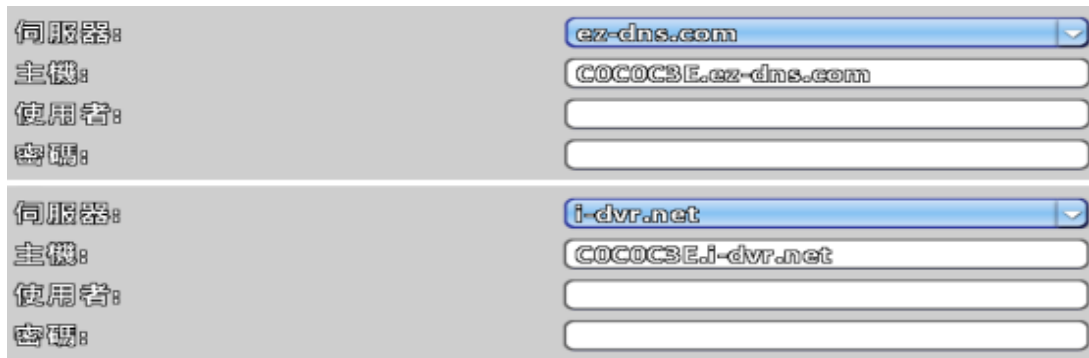 伺服器: ez-dns.com
主機: C0C0C3E.ez-dns.com
使用者:
密碼:
伺服器: i-dvr.net
主機: C0C0C3E.i-dvr.net
使用者:
密碼: